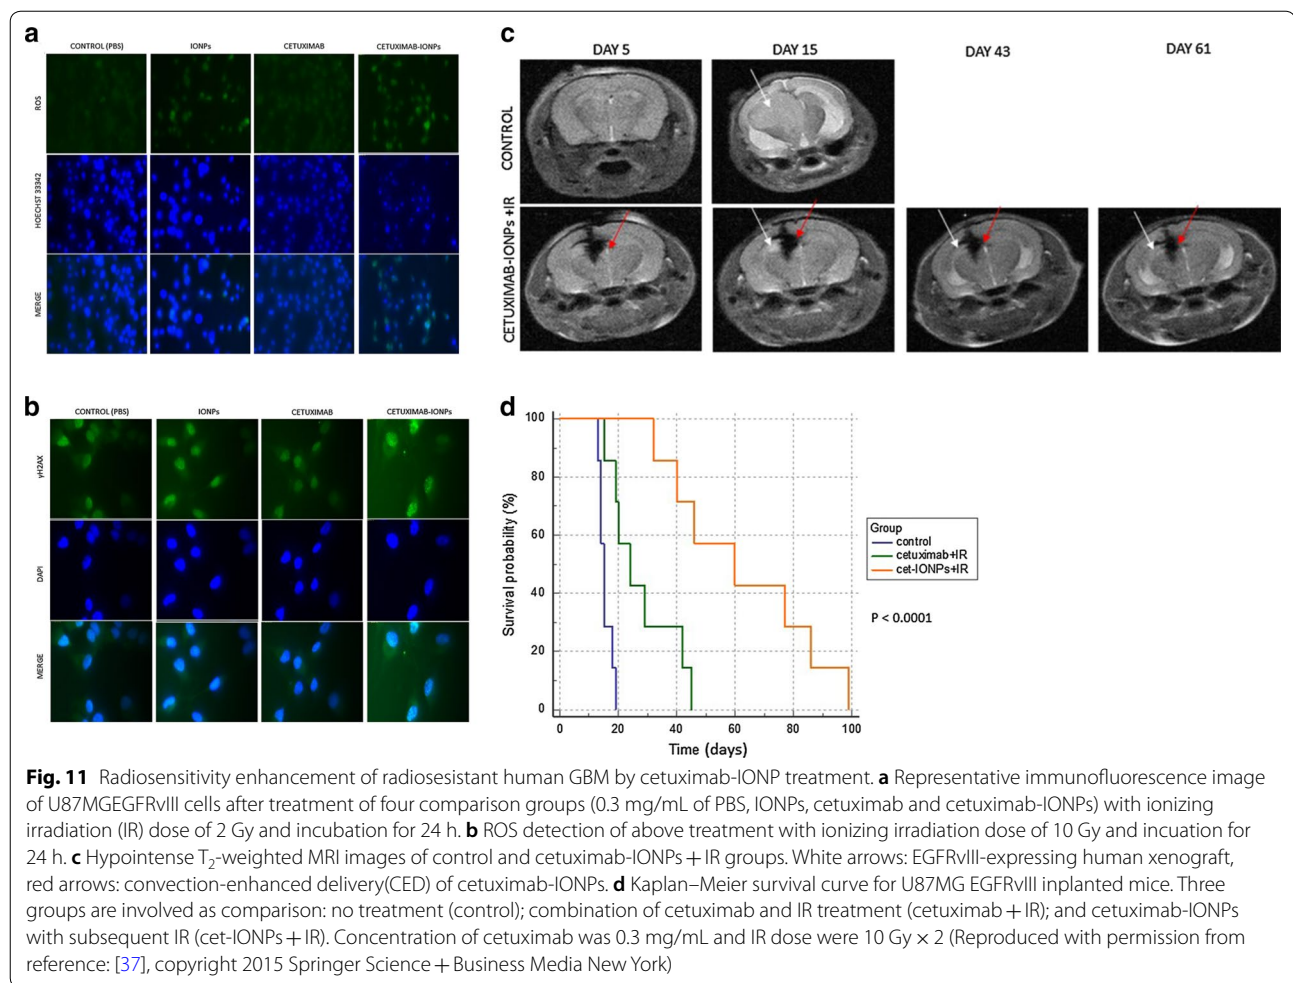 a
CONTROL (PBS) IONPs CETUXIMAB CETUXIMAB-IONPs
ROS
HOECHST 33342
MERGE
b
CONTROL (PBS) IONPs CETUXIMAB CETUXIMAB-IONPs
γH2AX
DAPI
MERGE
c
DAY 5 DAY 15 DAY 43 DAY 61
CONTROL
CETUXIMAB-IONPs +IR
d
Survival probability (%)
100
80
60
40
20
0
0 20 40 60 80 100
Time (days)
Group
control
cetuximab+IR
cet-IONPs+IR
P < 0.0001
Fig. 11 Radiosensitivity enhancement of radiosesistant human GBM by cetuximab-IONP treatment. a Representative immunofluorescence image
of U87MGEGFRvIII cells after treatment of four comparison groups (0.3 mg/mL of PBS, IONPs, cetuximab and cetuximab-IONPs) with ionizing
irradiation (IR) dose of 2 Gy and incubation for 24 h. b ROS detection of above treatment with ionizing irradiation dose of 10 Gy and incuation for
24 h. c Hypointense T2-weighted MRI images of control and cetuximab-IONPs + IR groups. White arrows: EGFRvIII-expressing human xenograft,
red arrows: convection-enhanced delivery(CED) of cetuximab-IONPs. d Kaplan–Meier survival curve for U87MG EGFRvIII inplanted mice. Three
groups are involved as comparison: no treatment (control); combination of cetuximab and IR treatment (cetuximab + IR); and cetuximab-IONPs
with subsequent IR (cet-IONPs + IR). Concentration of cetuximab was 0.3 mg/mL and IR dose were 10 Gy × 2 (Reproduced with permission from
reference: [37], copyright 2015 Springer Science + Business Media New York)